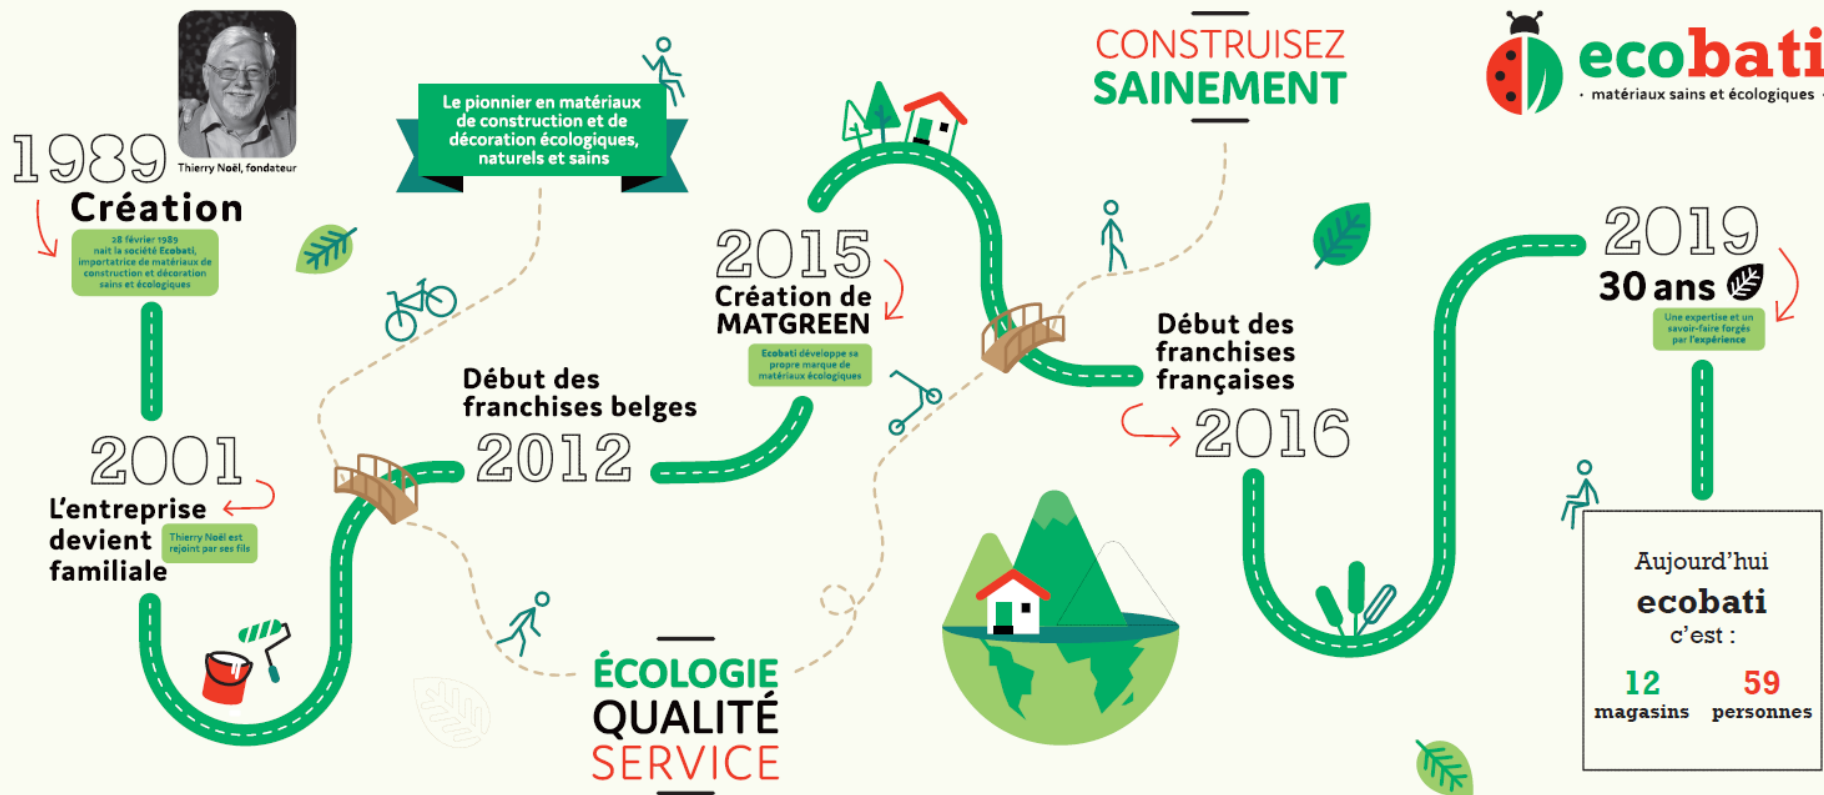 1989
Thierry Noël, fondateur
Création
28 février 1989
nait la société Ecobati,
importatrice de matériaux de
construction et décoration
sains et écologiques
2001
L'entreprise
devient
familiale
Thierry Noël est
rejoint par ses fils
Le pionnier en matériaux
de construction et de
décoration écologiques,
naturels et sains
Début des
franchises belges
2012
ÉCOLOGIE
QUALITÉ
SERVICE
2015
Création de
MATGREEN
Ecobati développe sa
propre marque de
matériaux écologiques
CONSTRUISEZ
SAINEMENT
Début des
franchises
françaises
2016
ecobati
· matériaux sains et écologiques ·
2019
30 ans
Une expertise et un
savoir-faire forgés
par l'expérience
Aujourd'hui
ecobati
c'est :
12 59
magasins personnes